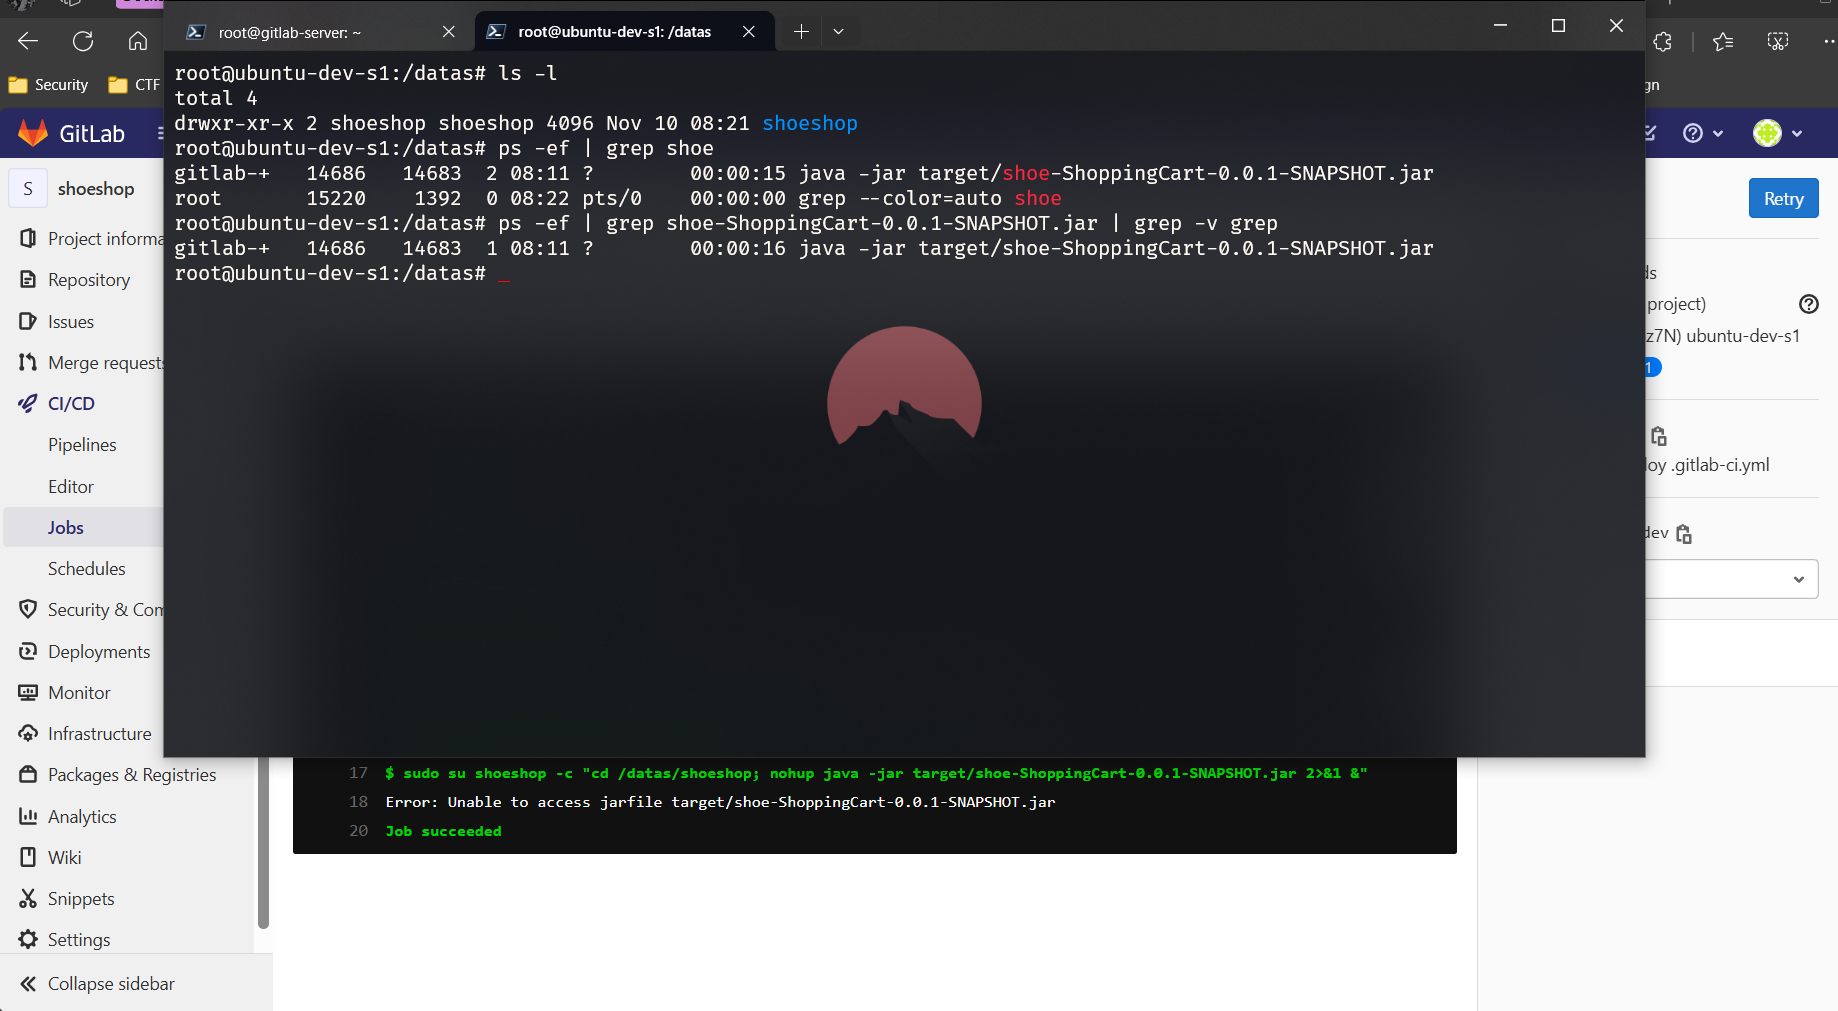 root@gitlab-server: ~
root@ubuntu-dev-s1: /datas
root@ubuntu-dev-s1:/datas# ls -l
total 4
drwxr-xr-x 2 shoeshop shoeshop 4096 Nov 10 08:21 shoeshop
root@ubuntu-dev-s1:/datas# ps -ef | grep shoe
gitlab-+   14686   14683  2 08:11 ?        00:00:15 java -jar target/shoe-ShoppingCart-0.0.1-SNAPSHOT.jar
root       15220    1392  0 08:22 pts/0    00:00:00 grep --color=auto shoe
root@ubuntu-dev-s1:/datas# ps -ef | grep shoe-ShoppingCart-0.0.1-SNAPSHOT.jar | grep -v grep
gitlab-+   14686   14683  1 08:11 ?        00:00:16 java -jar target/shoe-ShoppingCart-0.0.1-SNAPSHOT.jar
root@ubuntu-dev-s1:/datas# _
Security
CTF
gn
GitLab
S shoeshop
Project informa
Repository
Issues
Merge requests
CI/CD
Pipelines
Editor
Jobs
Schedules
Security & Com
Deployments
Monitor
Infrastructure
Packages & Registries
Analytics
Wiki
Snippets
Settings
Collapse sidebar
Retry
ds
project)
z7N) ubuntu-dev-s1
1
loy .gitlab-ci.yml
dev
17 $ sudo su shoeshop -c "cd /datas/shoeshop; nohup java -jar target/shoe-ShoppingCart-0.0.1-SNAPSHOT.jar 2>&1 &"
18 Error: Unable to access jarfile target/shoe-ShoppingCart-0.0.1-SNAPSHOT.jar
20 Job succeeded